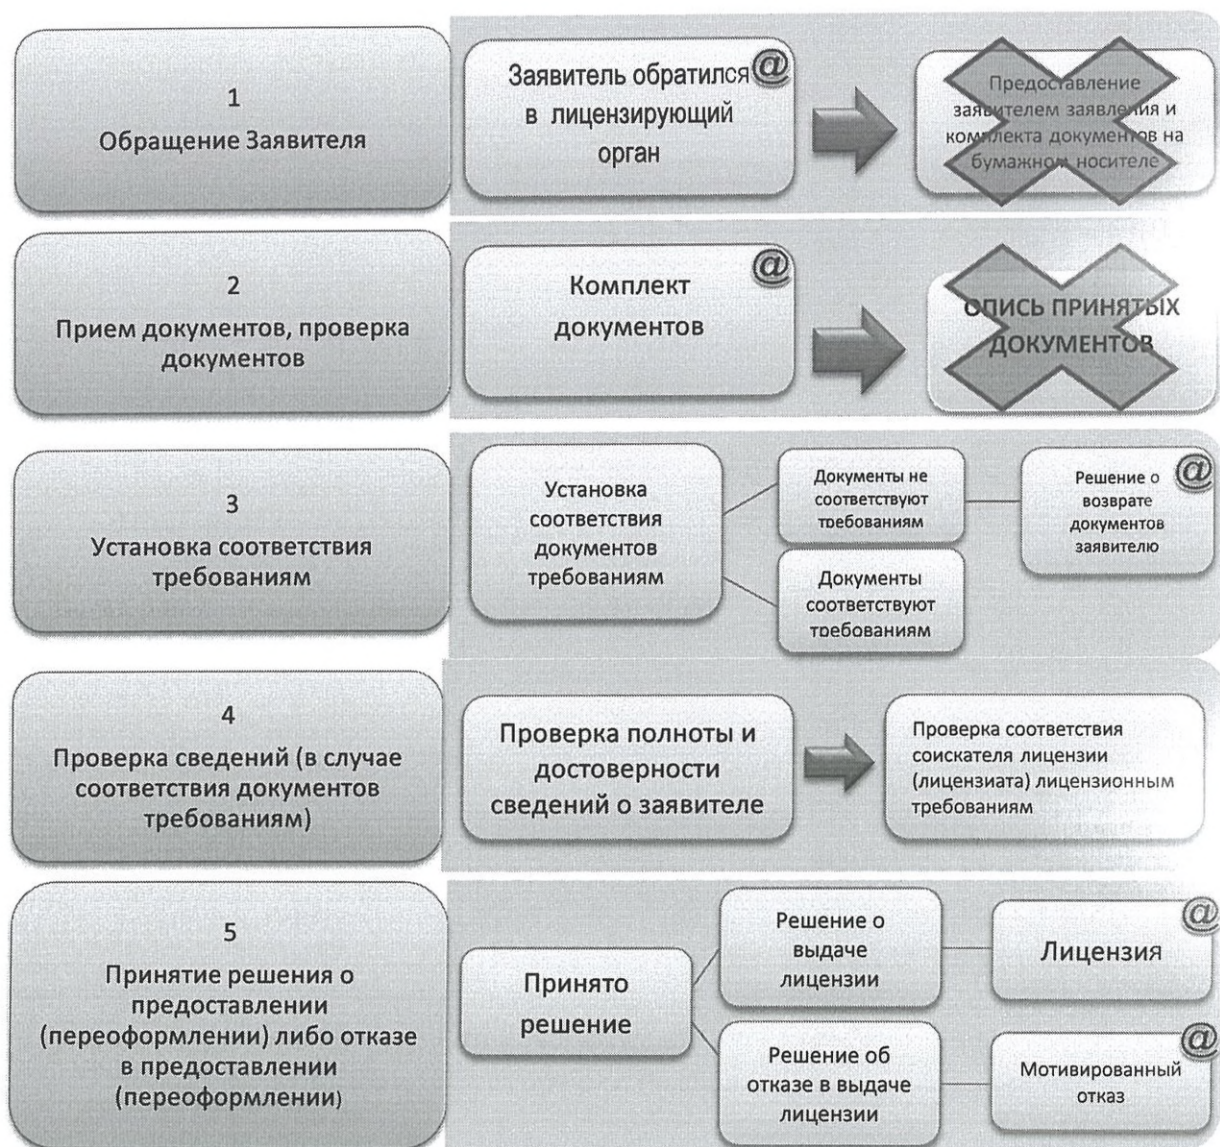 1
Обращение Заявителя
Заявитель обратился
в лицензирующий
орган
@
Предоставление
заявителем заявления и
комплекта документов на
бумажном носителе
2
Прием документов, проверка
документов
Комплект
документов
@
ОПИСЬ ПРИНЯТЫХ
ДОКУМЕНТОВ
3
Установка соответствия
требованиям
Установка
соответствия
документов
требованиям
Документы не
соответствуют
требованиям
Решение о
возврате
документов
заявителю
@
Документы
соответствуют
требованиям
4
Проверка сведений (в случае
соответствия документов
требованиям)
Проверка полноты и
достоверности
сведений о заявителе
Проверка соответствия
соискателя лицензии
(лицензиата) лицензионным
требованиям
5
Принятие решения о
предоставлении
(переоформлении) либо отказе
в предоставлении
(переоформлении)
Принято
решение
Решение о
выдаче
лицензии
Лицензия
@
Решение об
отказе в выдаче
лицензии
Мотивированный
отказ
@